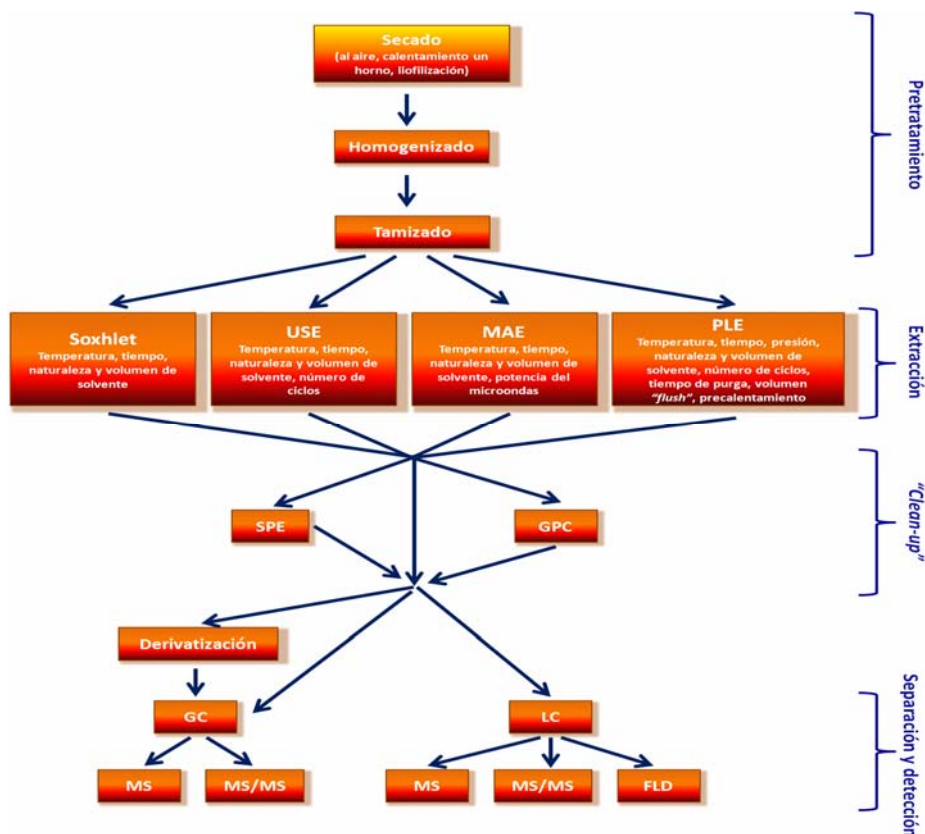 Secado
(al aire, calentamiento un
horno, liofilización)
Pretratamiento
Homogenizado
Tamizado
Soxhlet
Temperatura, tiempo,
naturaleza y volumen de
solvente
USE
Temperatura, tiempo,
naturaleza y volumen de
solvente, número de
ciclos
MAE
Temperatura, tiempo,
naturaleza y volumen de
solvente, potencia del
microondas
PLE
Temperatura, tiempo, presión,
naturaleza y volumen de
solvente, número de ciclos,
tiempo de purga, volumen
“flush”, precalentamiento
Extracción
SPE
GPC
“Clean-up”
Derivatización
GC
LC
MS
MS/MS
MS
MS/MS
FLD
Separación y detección